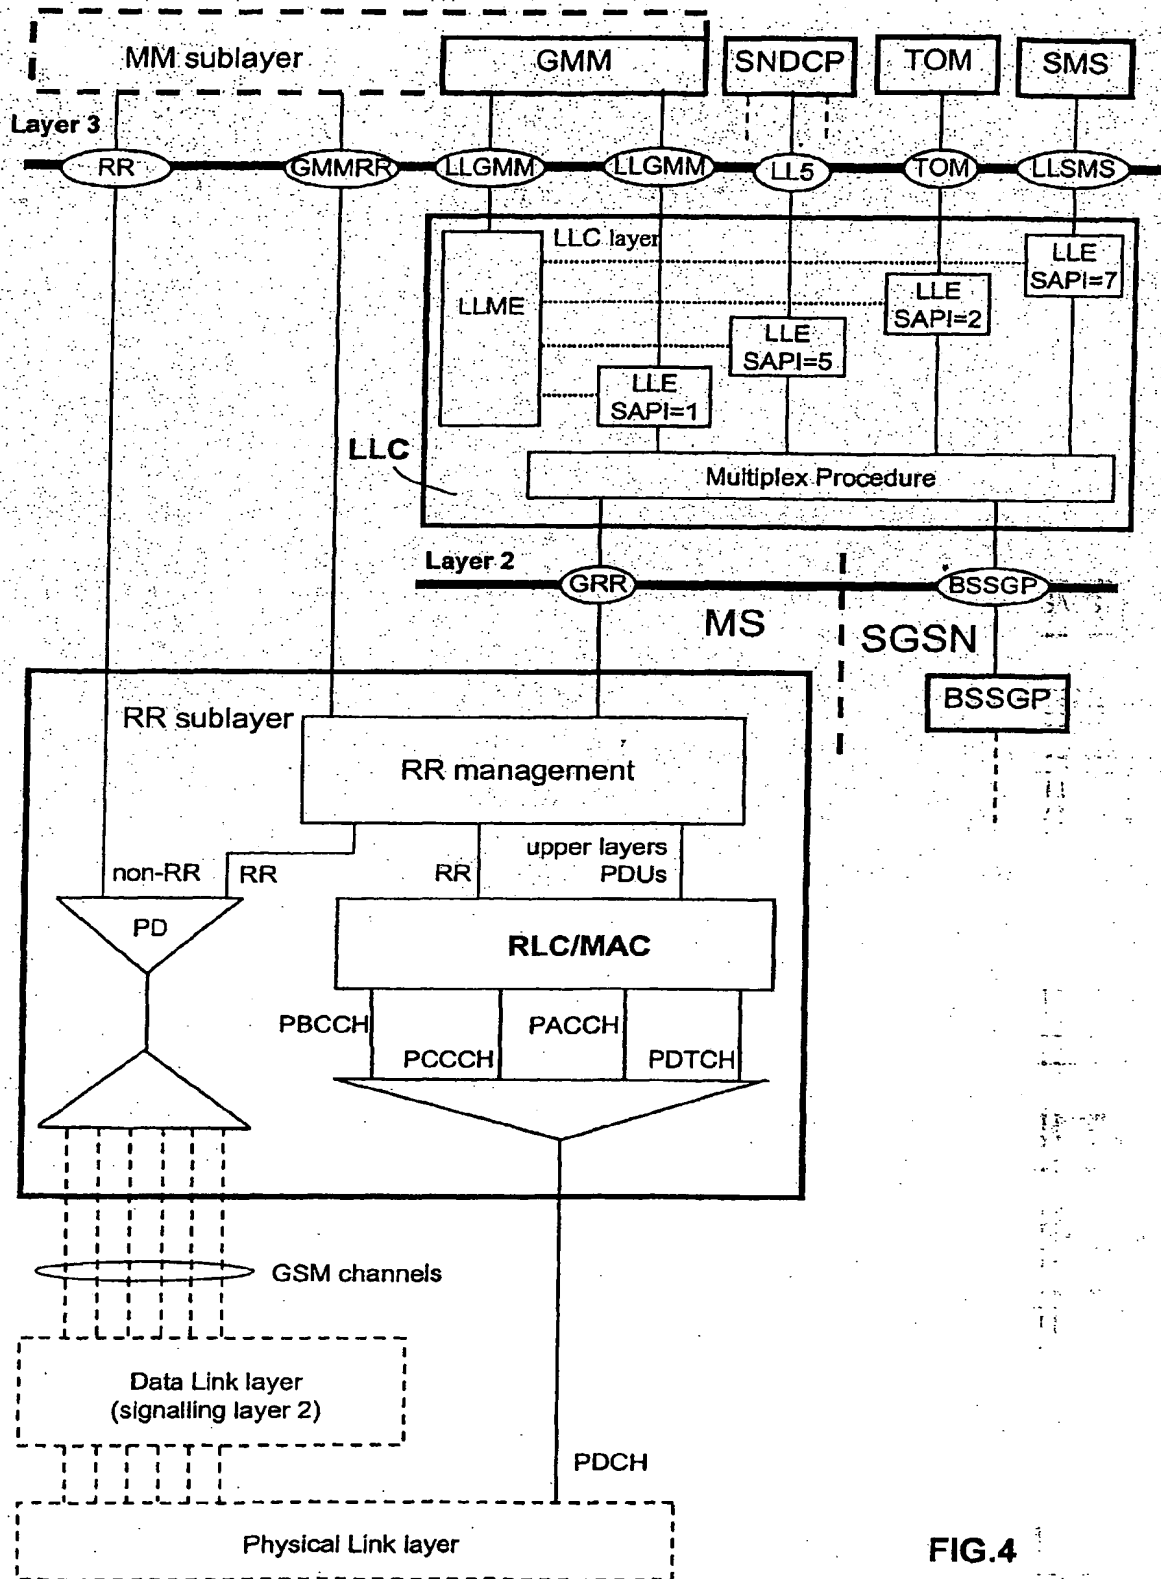 MM sublayer
GMM
SNDCP
TOM
SMS
Layer 3
RR
GMMRR
LLGMM
LLGMM
LL5
TOM
LLSMS
LLC layer
LLME
LLE
SAPI=7
LLE
SAPI=2
LLE
SAPI=5
LLE
SAPI=1
LLC
Multiplex Procedure
Layer 2
GRR
BSSGP
MS
SGSN
BSSGP
RR sublayer
RR management
non-RR
RR
RR
upper layers
PDUs
PD
RLC/MAC
PBCCH
PCCCH
PACCH
PDTCH
GSM channels
Data Link layer
(signalling layer 2)
PDCH
Physical Link layer
FIG.4